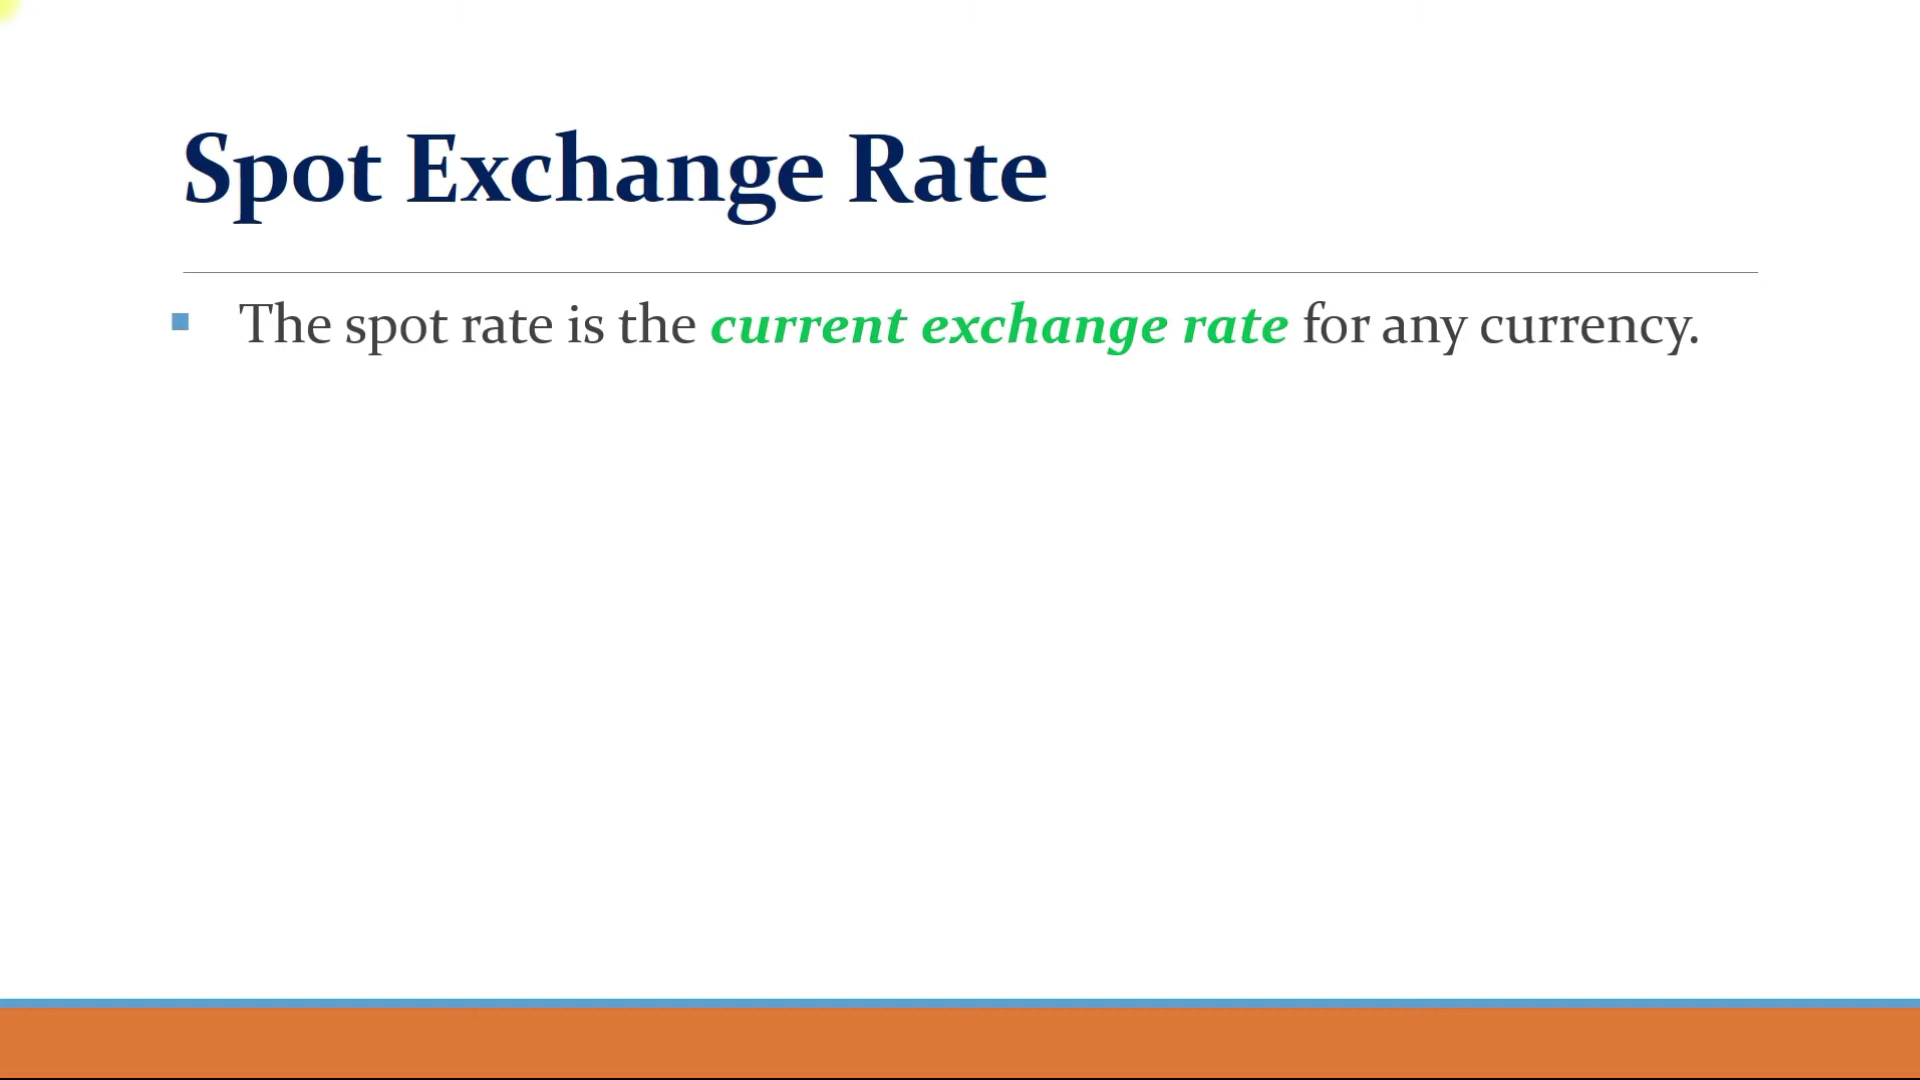 Spot Exchange Rate
The spot rate is the current exchange rate for any currency.